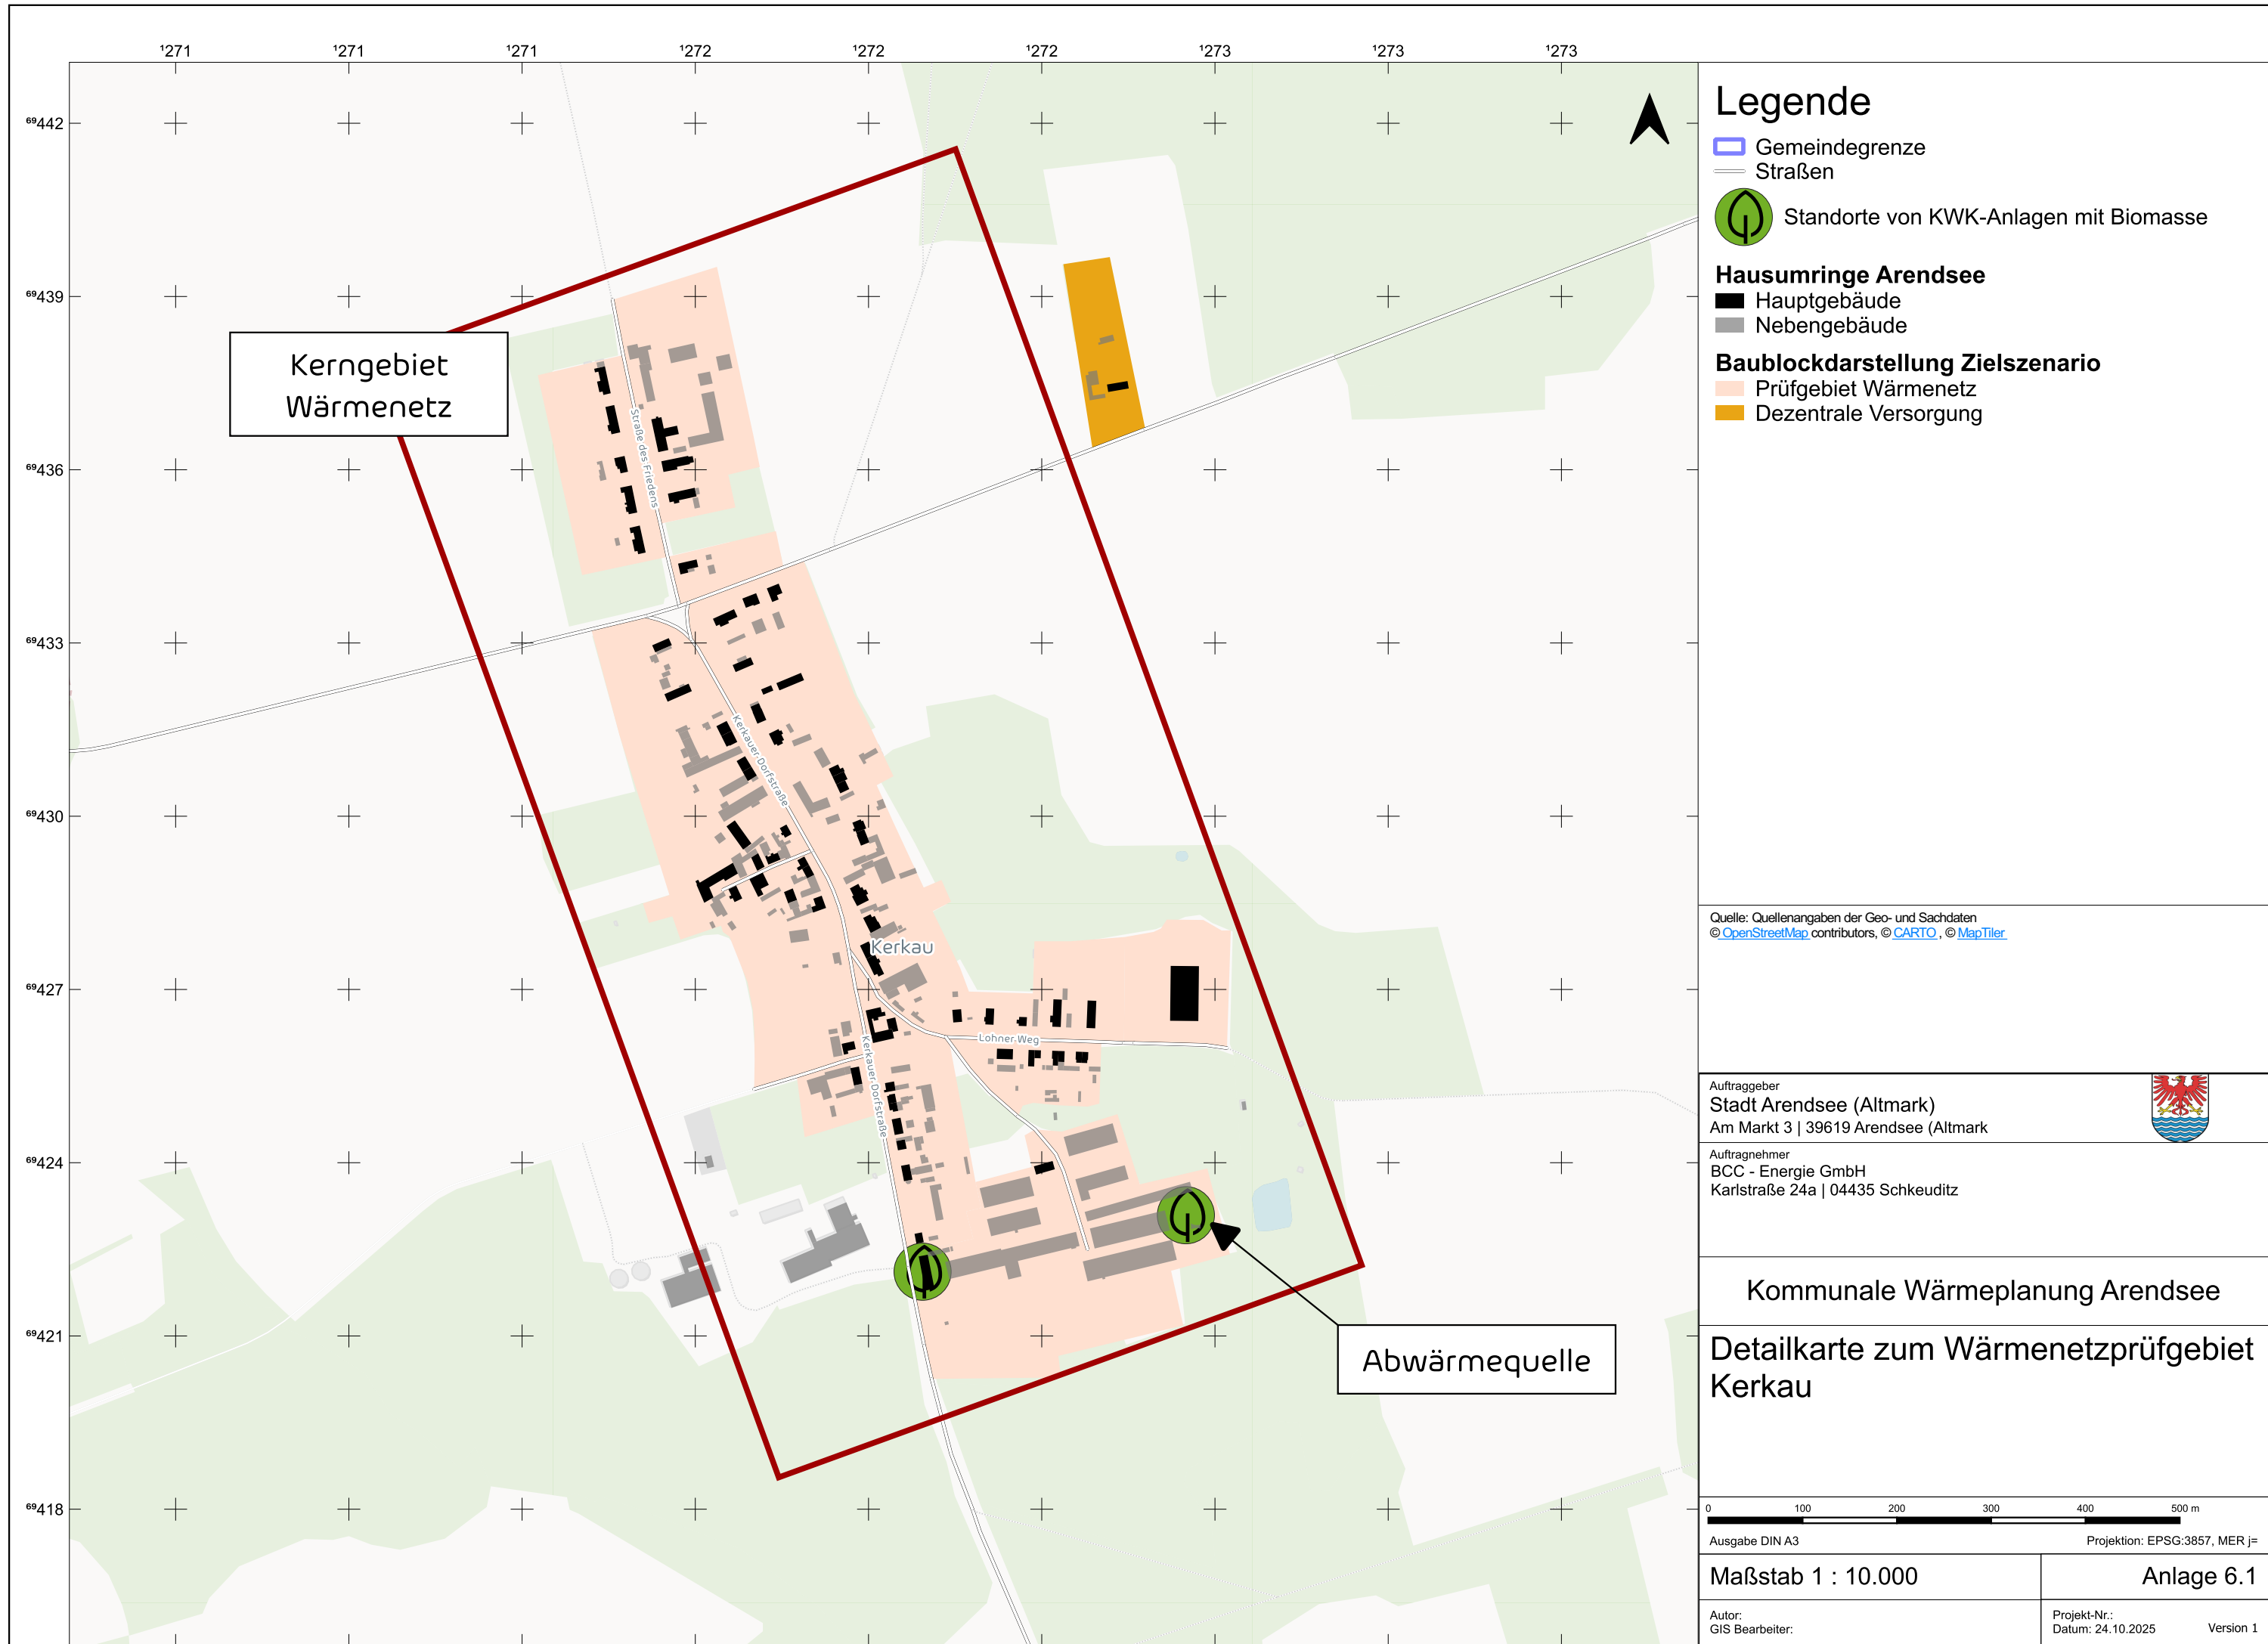 ¹271 ¹271 ¹271 ¹272 ¹272 ¹272 ¹273 ¹273 ¹273
⁶⁹442
⁶⁹439
⁶⁹436
⁶⁹433
⁶⁹430
⁶⁹427
⁶⁹424
⁶⁹421
⁶⁹418
Kerngebiet
Wärmenetz
Straße des Friedens
Kerkauer Dorfstraße
Kerkau
Lohner Weg
Kerkauer Dorfstraße
Abwärmequelle
Legende
Gemeindegrenze
Straßen
Standorte von KWK-Anlagen mit Biomasse
Hausumringe Arendsee
Hauptgebäude
Nebengebäude
Baublockdarstellung Zielszenario
Prüfgebiet Wärmenetz
Dezentrale Versorgung
Quelle: Quellenangaben der Geo- und Sachdaten
© OpenStreetMap contributors, © CARTO , © MapTiler
Auftraggeber
Stadt Arendsee (Altmark)
Am Markt 3 | 39619 Arendsee (Altmark
Auftragnehmer
BCC - Energie GmbH
Karlstraße 24a | 04435 Schkeuditz
Kommunale Wärmeplanung Arendsee
Detailkarte zum Wärmenetzprüfgebiet
Kerkau
0 100 200 300 400 500 m
Ausgabe DIN A3 Projektion: EPSG:3857, MER j=
Maßstab 1 : 10.000 Anlage 6.1
Autor:
GIS Bearbeiter:
Projekt-Nr.:
Datum: 24.10.2025 Version 1